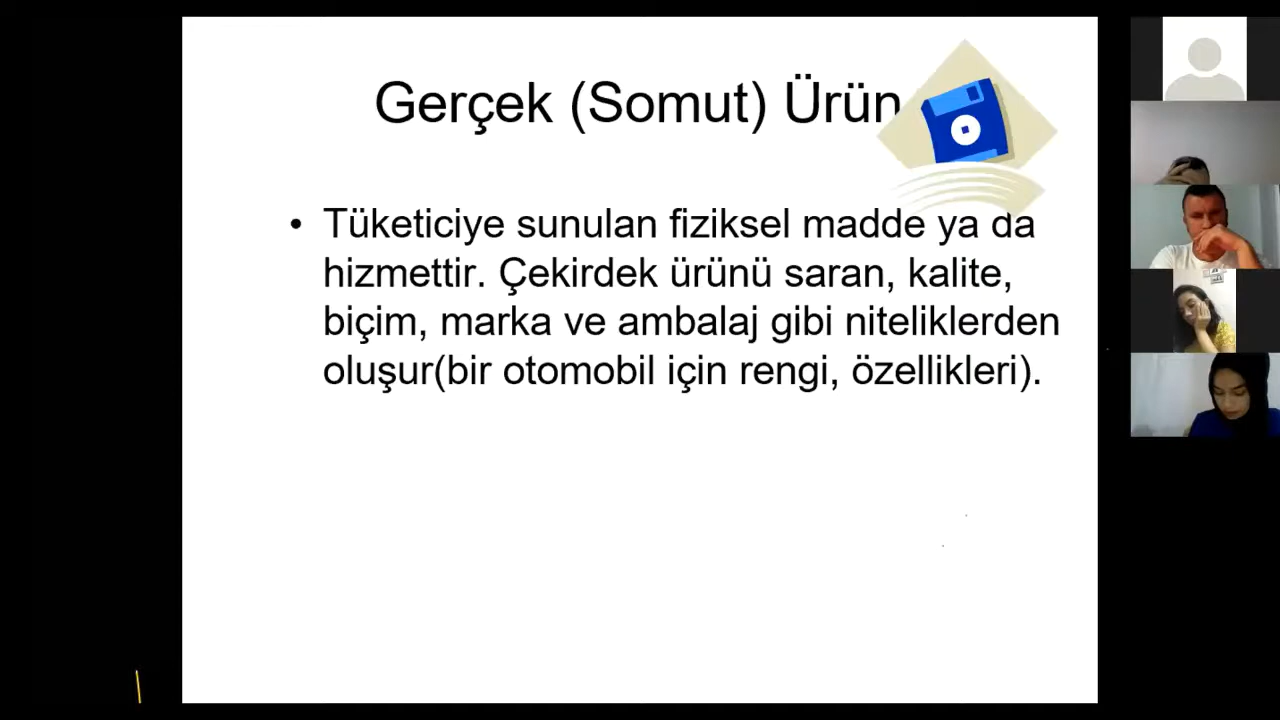 Gerçek (Somut) Ürün
• Tüketiciye sunulan fiziksel madde ya da
hizmettir. Çekirdek ürünü saran, kalite,
biçim, marka ve ambalaj gibi niteliklerden
oluşur(bir otomobil için rengi, özellikleri).